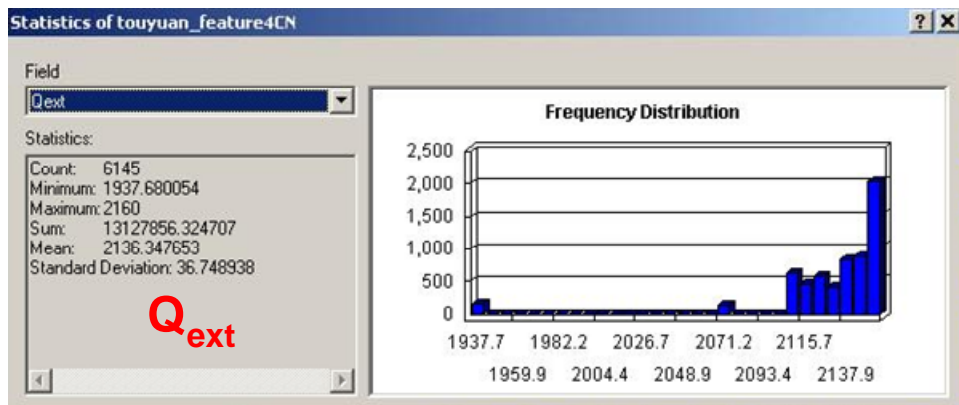 Statistics of touyuan_feature4CN
Field
Qext
Statistics:
Count: 6145
Minimum: 1937.680054
Maximum: 2160
Sum: 13127856.324707
Mean: 2136.347653
Standard Deviation: 36.748938
Qext
Frequency Distribution
2,500
2,000
1,500
1,000
500
0
1937.7 1982.2 2026.7 2071.2 2115.7
1959.9 2004.4 2048.9 2093.4 2137.9